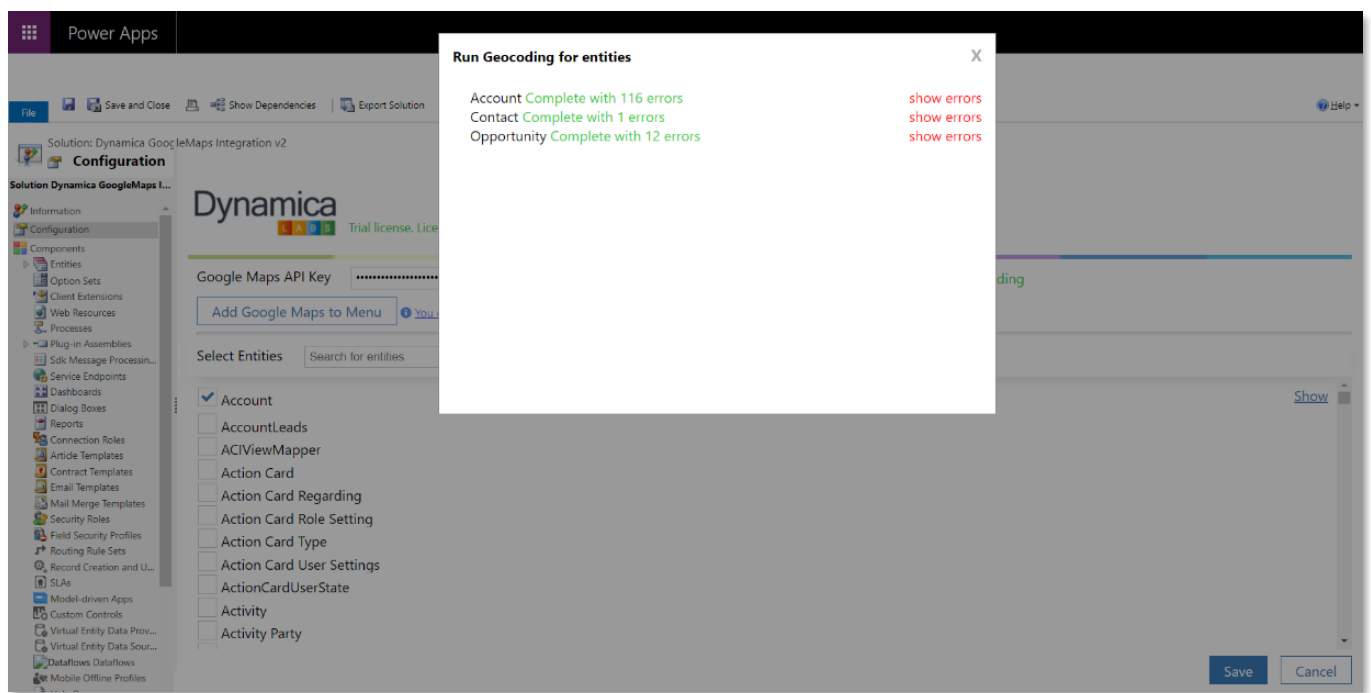 Power Apps
Run Geocoding for entities
X
Account Complete with 116 errors show errors
Contact Complete with 1 errors show errors
Opportunity Complete with 12 errors show errors
File
Save and Close
Show Dependencies
Export Solution
Help
Solution: Dynamica GoogleMaps Integration v2
Configuration
Solution Dynamica GoogleMaps I...
Information
Configuration
Components
Entities
Option Sets
Client Extensions
Web Resources
Processes
Plug-in Assemblies
Sdk Message Processin...
Service Endpoints
Dashboards
Dialog Boxes
Reports
Connection Roles
Article Templates
Contract Templates
Email Templates
Mail Merge Templates
Security Roles
Field Security Profiles
Routing Rule Sets
Record Creation and U...
SLAs
Model-driven Apps
Custom Controls
Virtual Entity Data Prov...
Virtual Entity Data Sour...
Dataflows Dataflows
Mobile Offline Profiles
Dynamica
LABS
Trial license. Lice
Google Maps API Key
ding
Add Google Maps to Menu
You
Select Entities
Search for entities
Account
Show
AccountLeads
ACIViewMapper
Action Card
Action Card Regarding
Action Card Role Setting
Action Card Type
Action Card User Settings
ActionCardUserState
Activity
Activity Party
Save
Cancel